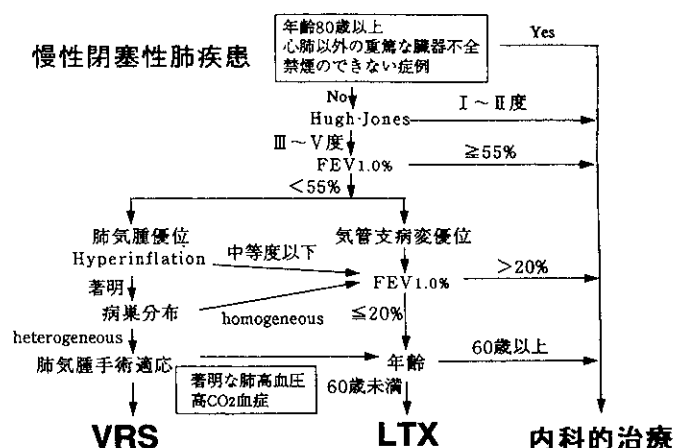 慢性閉塞性肺疾患
年齢80歳以上
心肺以外の重篤な臓器不全
禁煙のできない症例
Yes
No
Hugh-Jones
I～II度
III～V度
FEV1.0%
≧55%
<55%
肺気腫優位
Hyperinflation
中等度以下
気管支病変優位
FEV1.0%
>20%
著明
病巣分布
homogeneous
≦20%
heterogeneous
肺気腫手術適応
年齢
60歳以上
著明な肺高血圧
高CO2血症
60歳未満
VRS
LTX
内科的治療